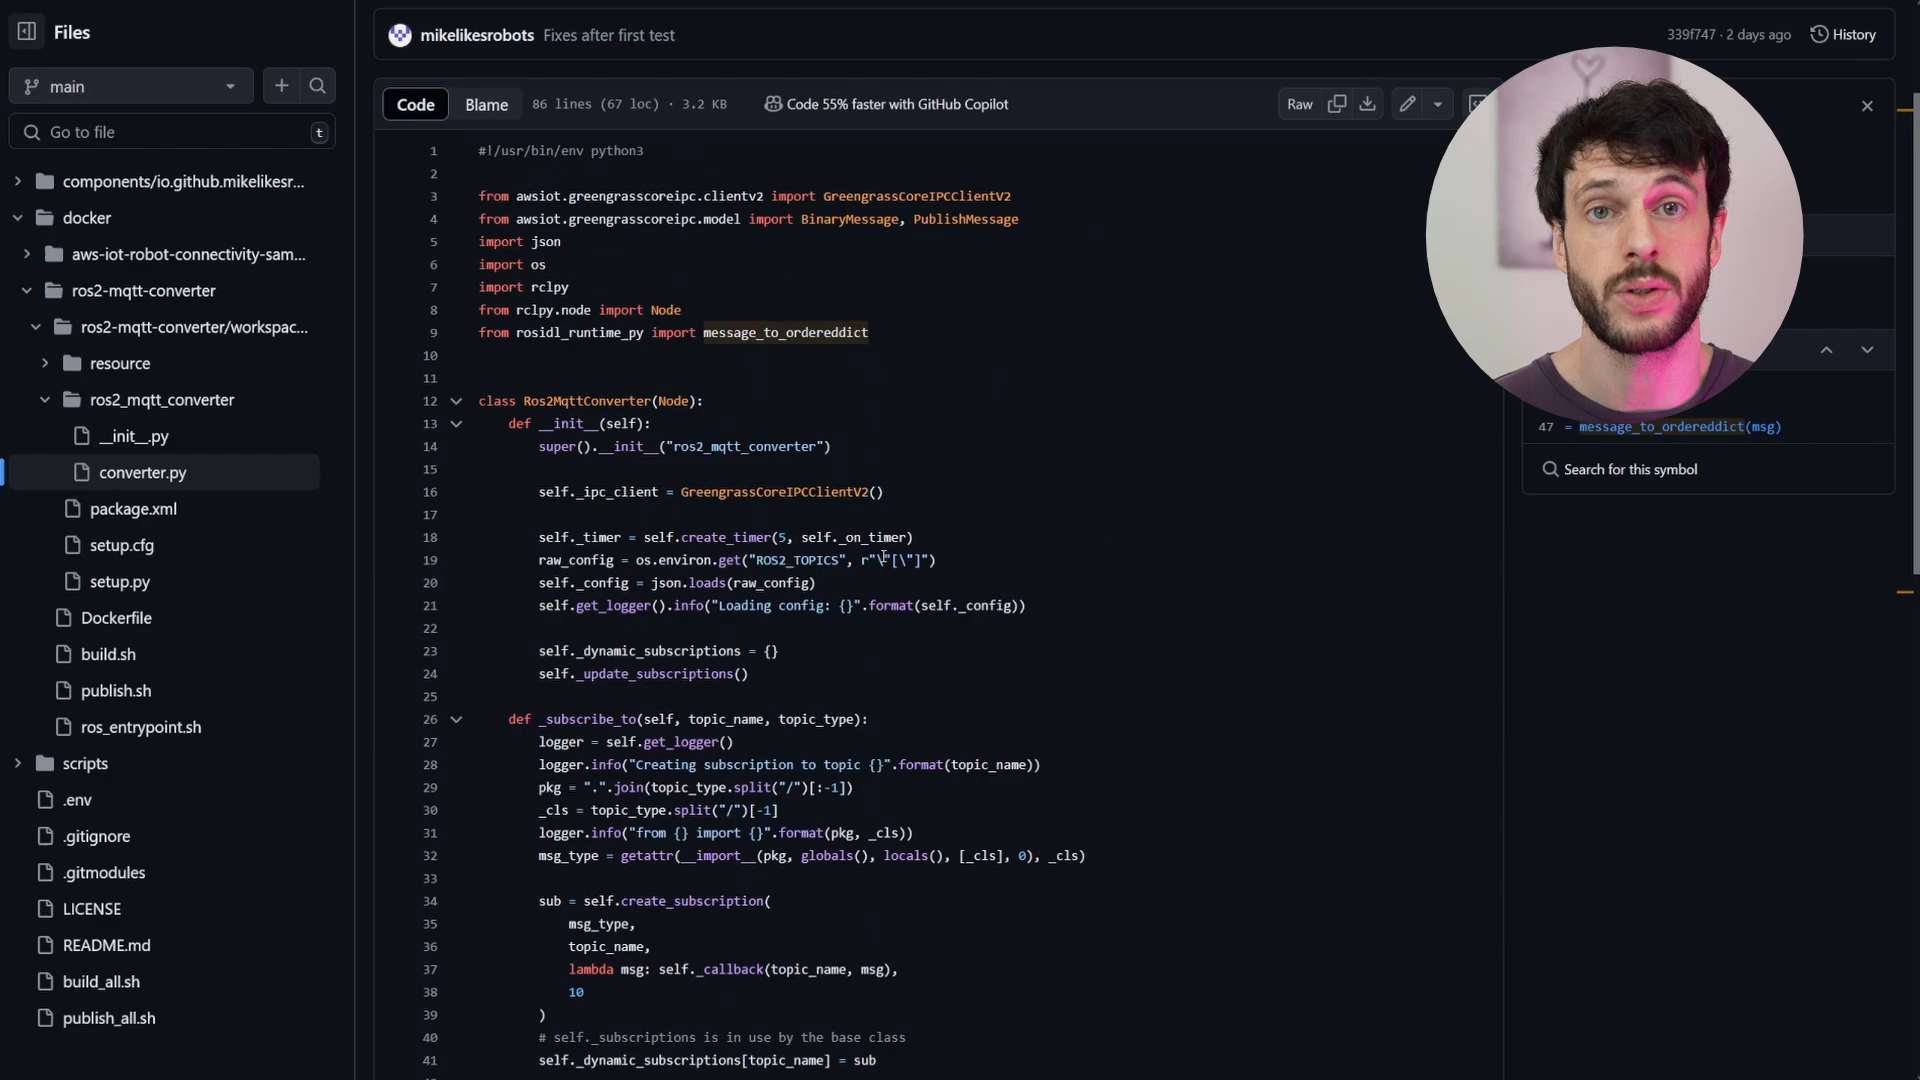 Files
main
Go to file
t
components/io.github.mikelikesr...
docker
aws-iot-robot-connectivity-sam...
ros2-mqtt-converter
ros2-mqtt-converter/workspac...
resource
ros2_mqtt_converter
__init__.py
converter.py
package.xml
setup.cfg
setup.py
Dockerfile
build.sh
publish.sh
ros_entrypoint.sh
scripts
.env
.gitignore
.gitmodules
LICENSE
README.md
build_all.sh
publish_all.sh
mikelikesrobots Fixes after first test
339f747 · 2 days ago History
Code Blame 86 lines (67 loc) · 3.2 KB Code 55% faster with GitHub Copilot Raw
1 #!/usr/bin/env python3
2
3 from awsiot.greengrasscoreipc.clientv2 import GreengrassCoreIPCClientV2
4 from awsiot.greengrasscoreipc.model import BinaryMessage, PublishMessage
5 import json
6 import os
7 import rclpy
8 from rclpy.node import Node
9 from rosidl_runtime_py import message_to_ordereddict
10
11
12 class Ros2MqttConverter(Node):
13 def __init__(self):
14 super().__init__("ros2_mqtt_converter")
15
16 self._ipc_client = GreengrassCoreIPCClientV2()
17
18 self._timer = self.create_timer(5, self._on_timer)
19 raw_config = os.environ.get("ROS2_TOPICS", r"\"[\"]")
20 self._config = json.loads(raw_config)
21 self.get_logger().info("Loading config: {}".format(self._config))
22
23 self._dynamic_subscriptions = {}
24 self._update_subscriptions()
25
26 def _subscribe_to(self, topic_name, topic_type):
27 logger = self.get_logger()
28 logger.info("Creating subscription to topic {}".format(topic_name))
29 pkg = ".".join(topic_type.split("/")[:-1])
30 _cls = topic_type.split("/")[-1]
31 logger.info("from {} import {}".format(pkg, _cls))
32 msg_type = getattr(__import__(pkg, globals(), locals(), [_cls], 0), _cls)
33
34 sub = self.create_subscription(
35 msg_type,
36 topic_name,
37 lambda msg: self._callback(topic_name, msg),
38 10
39 )
40 # self._subscriptions is in use by the base class
41 self._dynamic_subscriptions[topic_name] = sub
47 = message_to_ordereddict(msg)
Search for this symbol